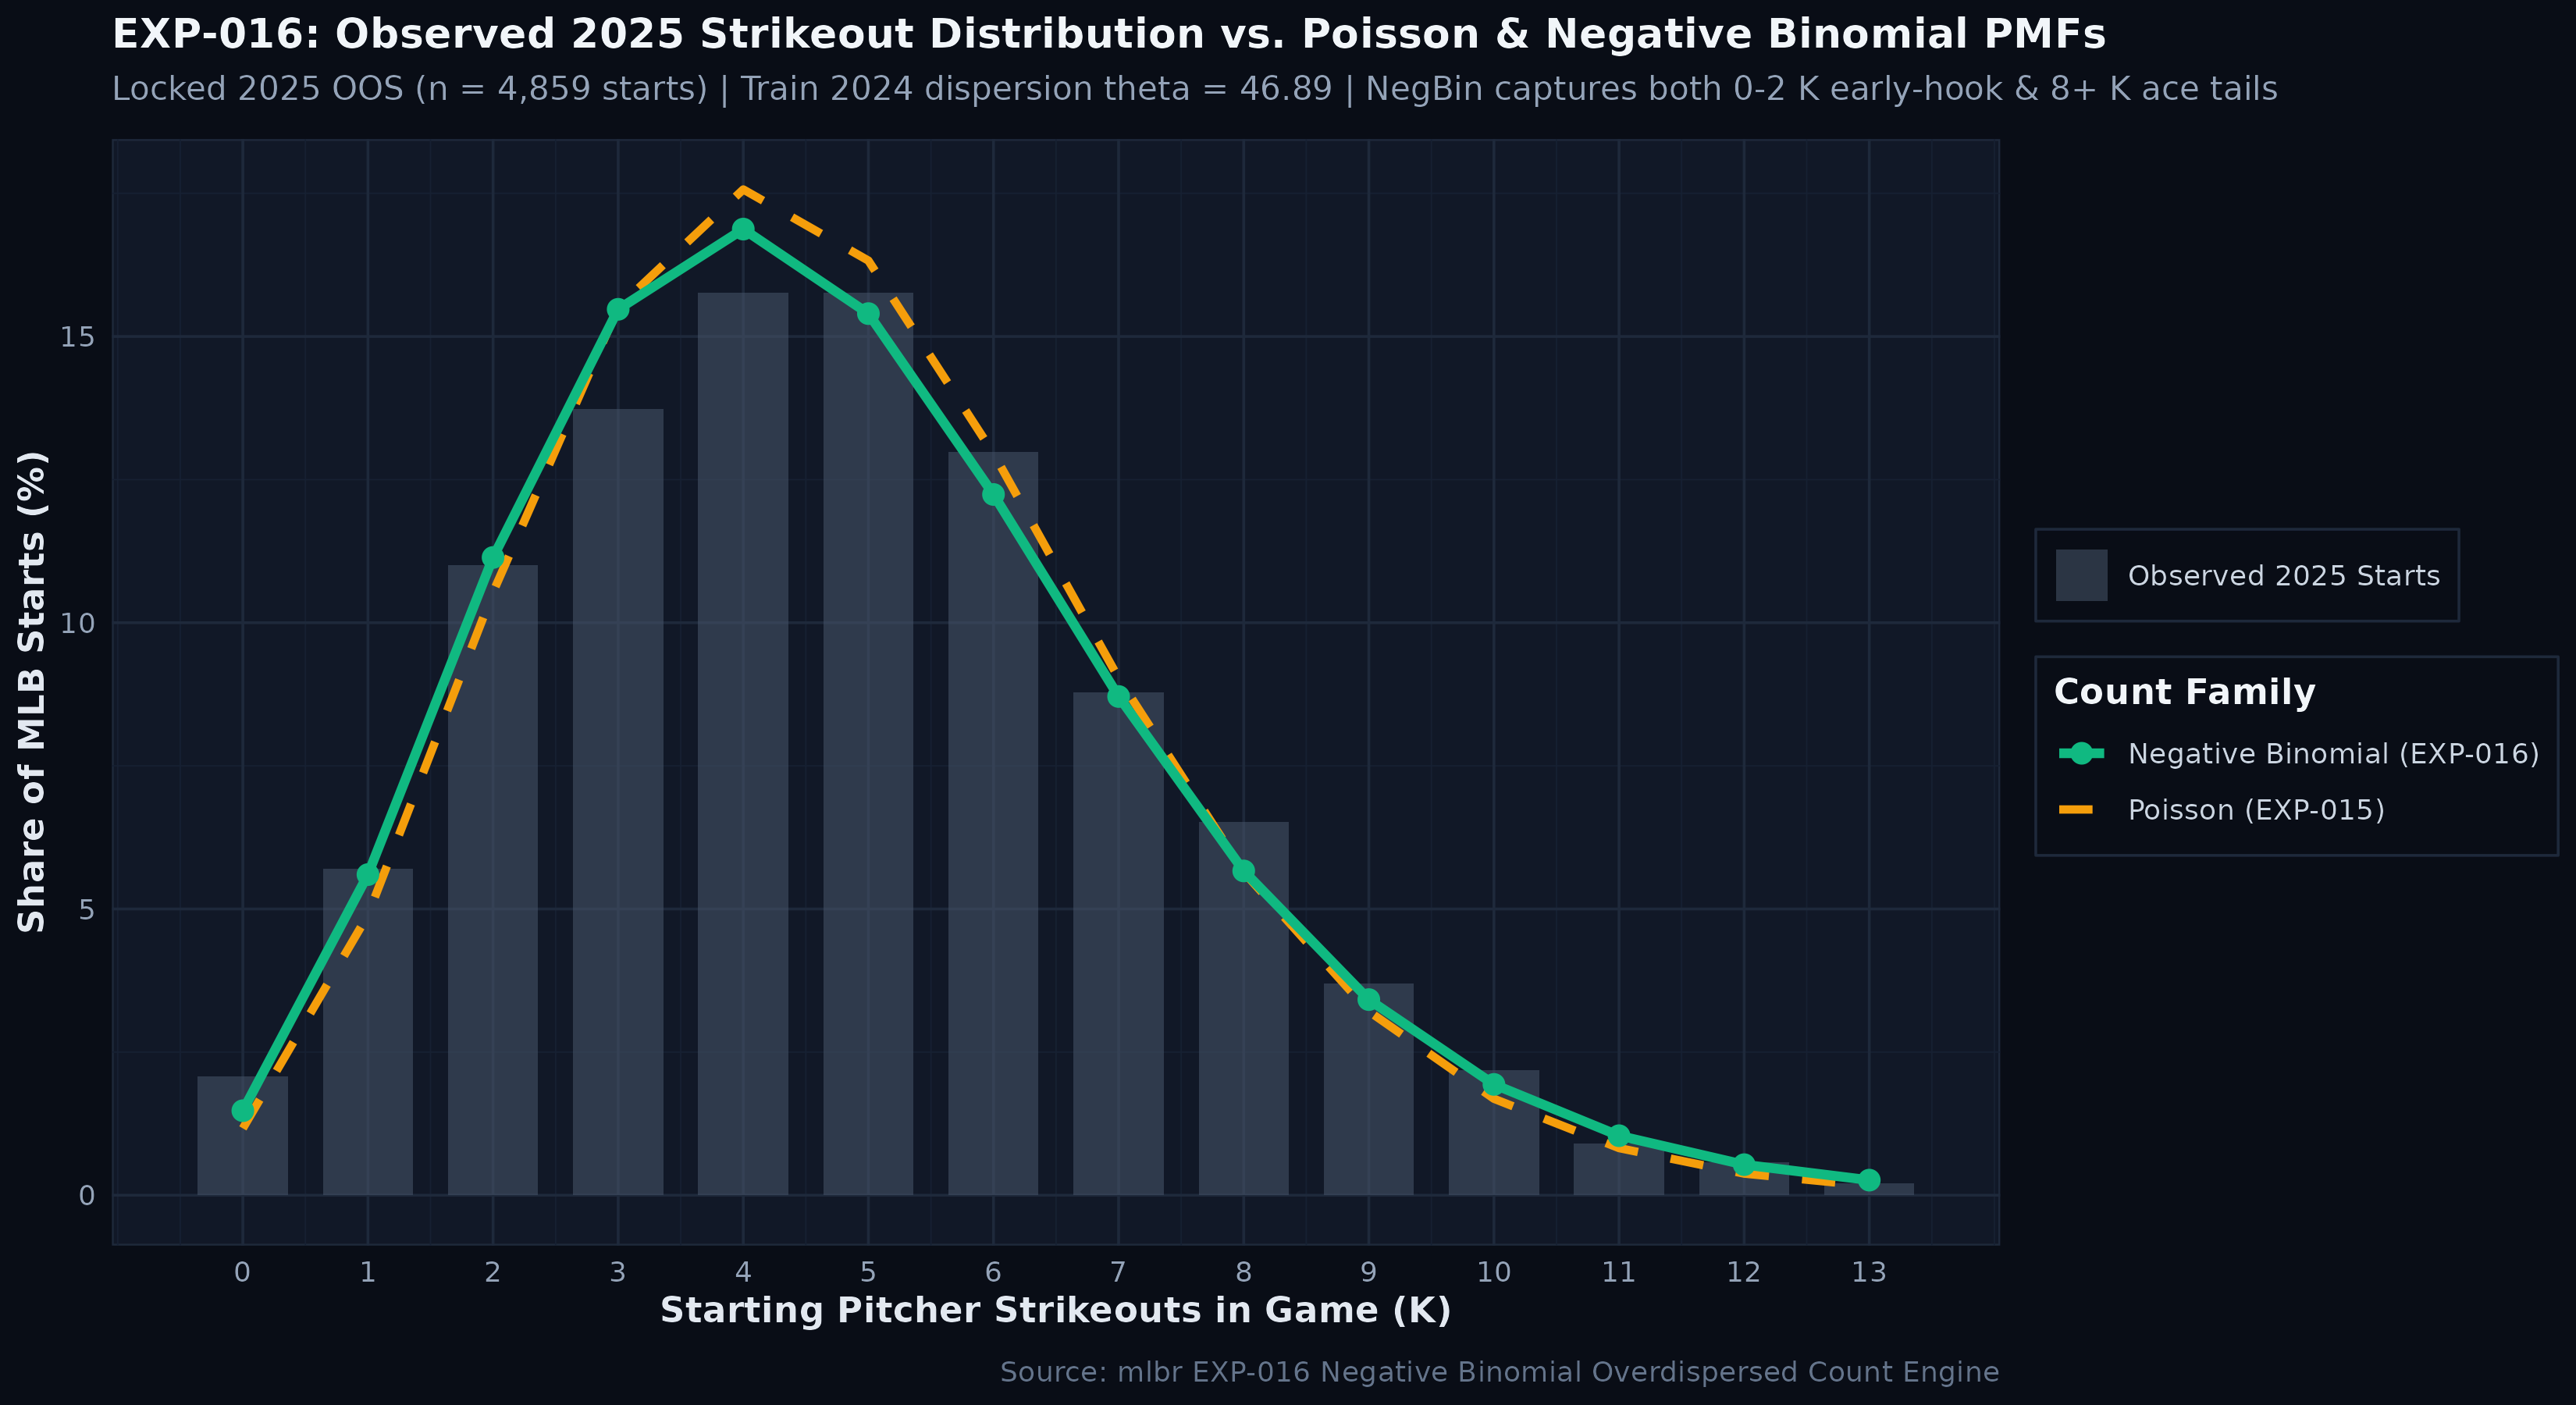 EXP-016: Observed 2025 Strikeout Distribution vs. Poisson & Negative Binomial PMFs
Locked 2025 OOS (n = 4,859 starts) | Train 2024 dispersion theta = 46.89 | NegBin captures both 0-2 K early-hook & 8+ K ace tails
Share of MLB Starts (%)
15
10
5
0
0 1 2 3 4 5 6 7 8 9 10 11 12 13
Starting Pitcher Strikeouts in Game (K)
Observed 2025 Starts
Count Family
Negative Binomial (EXP-016)
Poisson (EXP-015)
Source: mlbr EXP-016 Negative Binomial Overdispersed Count Engine